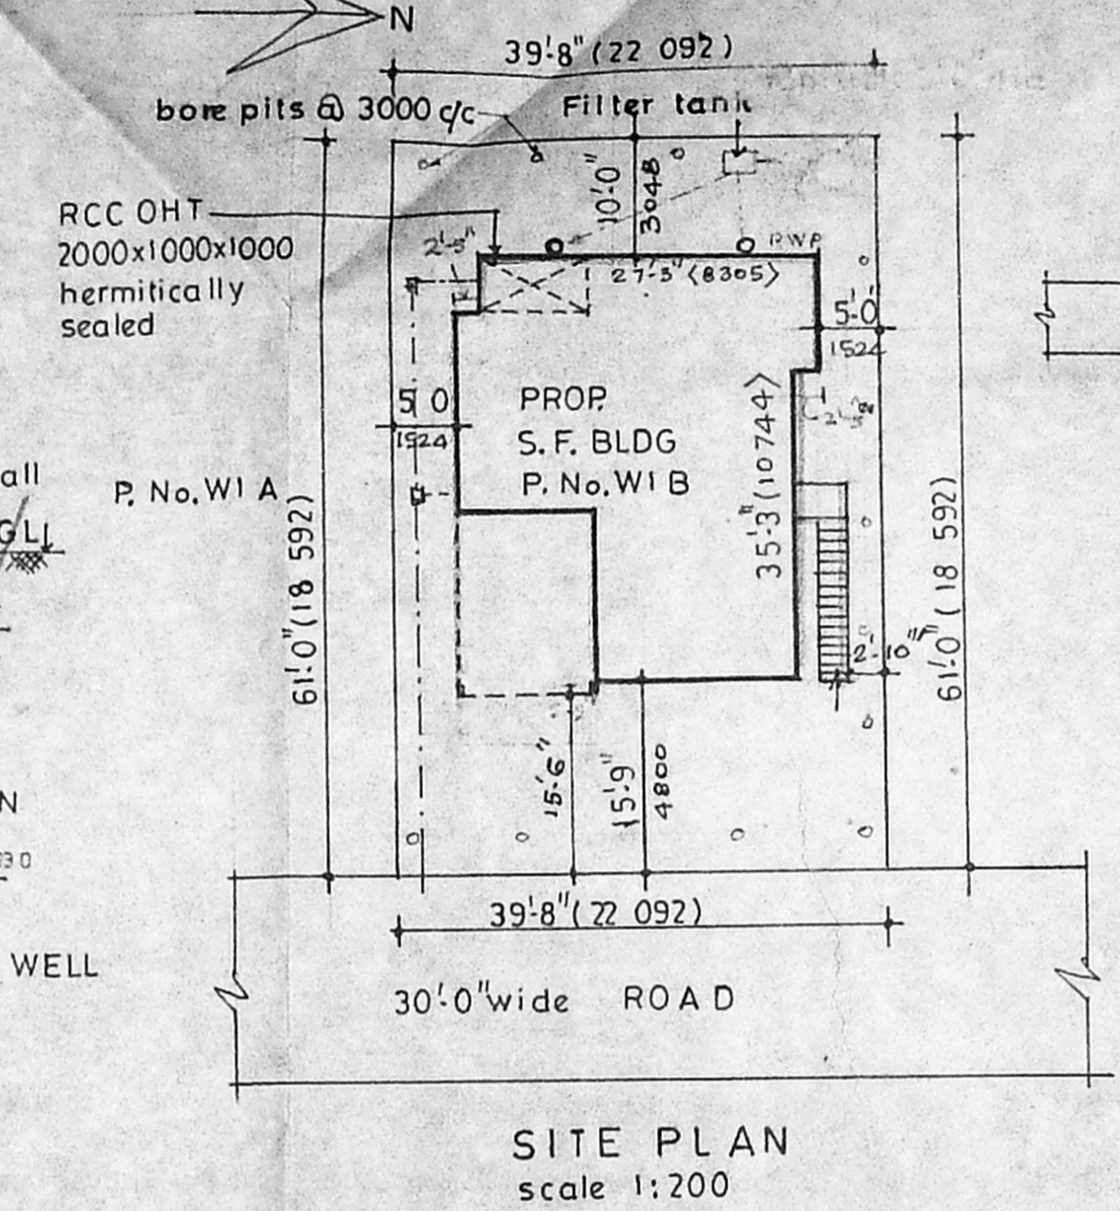 N
39'-8" (22 092)
bore pits @ 3000 c/c
Filter tank
10'-0"
3048
RCC OHT
2000x1000x1000
hermitically
sealed
2'-3"
RWP
27'-3" (8305)
5'-0"
1524
5 0
1524
PROP.
S. F. BLDG
P. No. W1 B
35'-3" (10744)
all
P. No. W1 A
GL
61'-0" (18 592)
61'-0" (18 592)
2'-10"
15'-6"
15'-9"
4800
N
30
39'-8" (22 092)
WELL
30'-0" wide ROAD
SITE PLAN
scale 1:200